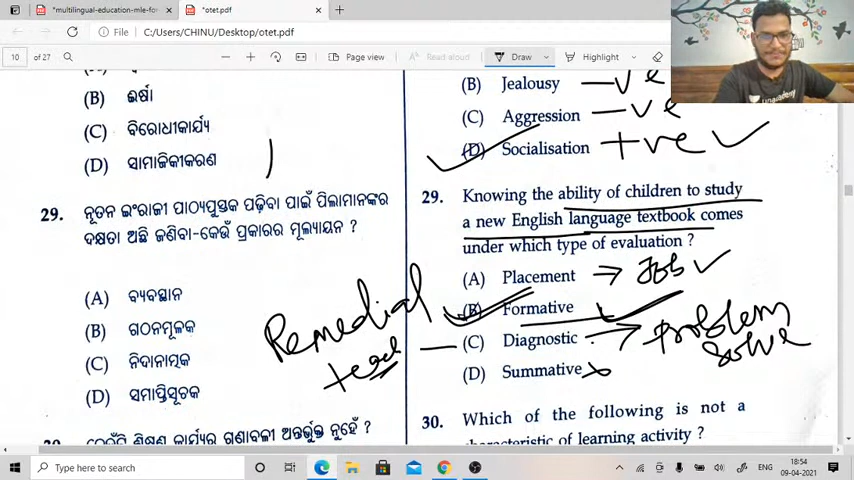 *multilingual-education-mle-fov
*otet.pdf
File
C:/Users/CHINU/Desktop/otet.pdf
10
of 27
Page view
Read aloud
Draw
Highlight
Unacademy
(B) ଈର୍ଷା
(C) ବିରୋଧୀକାର୍ଯ୍ୟ
(D) ସାମାଜିକୀକରଣ
29. ନୂତନ ଇଂରାଜୀ ପାଠ୍ୟପୁସ୍ତକ ପଢ଼ିବା ପାଇଁ ପିଲାମାନଙ୍କର
ଦକ୍ଷତା ଅଛି ଜାଣିବା-କେଉଁ ପ୍ରକାରର ମୂଲ୍ୟାୟନ ?
(A) ବ୍ୟବସ୍ଥାନ
(B) ଗଠନମୂଳକ
(C) ନିଦାନାତ୍ମକ
(D) ସମାପ୍ତିସୂଚକ
Remedial
teach
(B) Jealousy —ve
(C) Aggression —ve
(D) Socialisation +ve
29. Knowing the ability of children to study
a new English language textbook comes
under which type of evaluation ?
(A) Placement → Job
(B) Formative
(C) Diagnostic → Problem
solve
(D) Summative
30. Which of the following is not a
characteristic of learning activity ?
Type here to search
ENG
18:54
09-04-2021